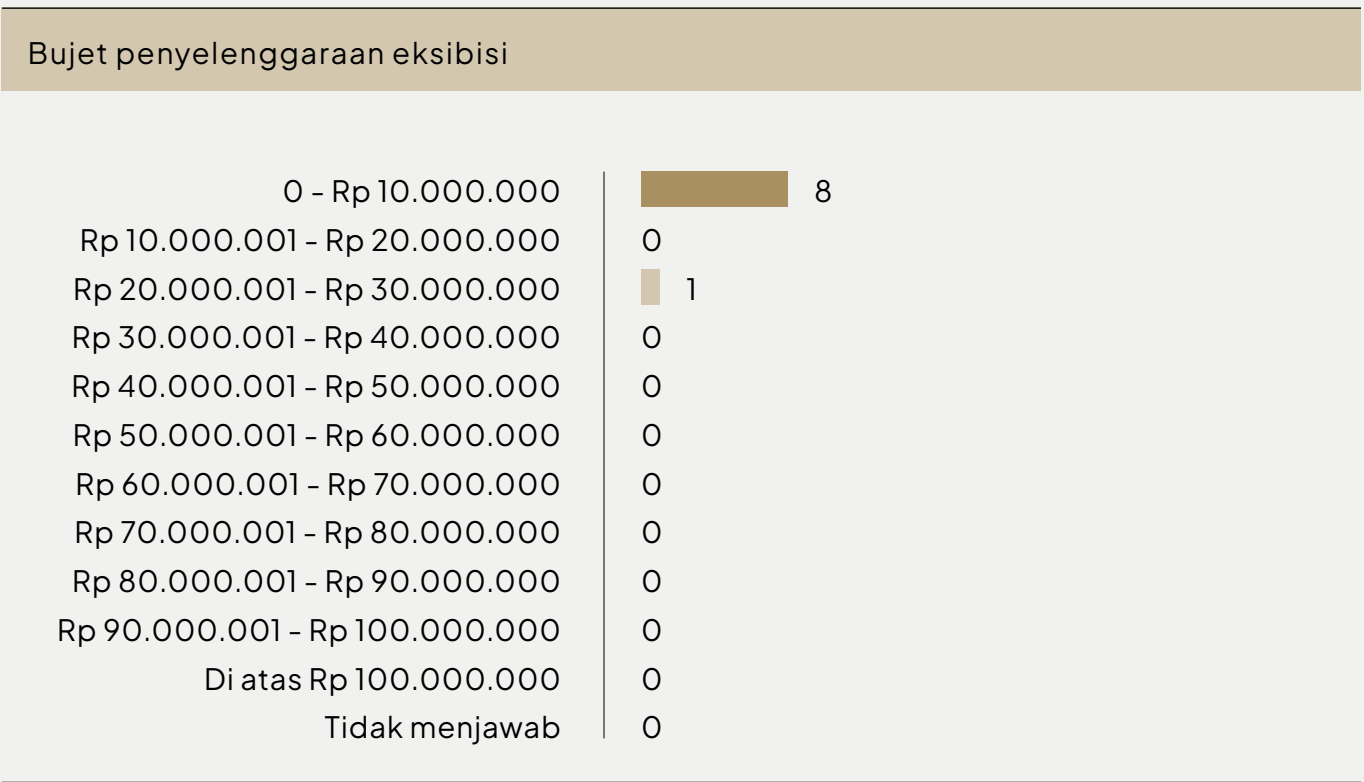 Bujet penyelenggaraan eksibisi
0 - Rp 10.000.000 8
Rp 10.000.001 - Rp 20.000.000 0
Rp 20.000.001 - Rp 30.000.000 1
Rp 30.000.001 - Rp 40.000.000 0
Rp 40.000.001 - Rp 50.000.000 0
Rp 50.000.001 - Rp 60.000.000 0
Rp 60.000.001 - Rp 70.000.000 0
Rp 70.000.001 - Rp 80.000.000 0
Rp 80.000.001 - Rp 90.000.000 0
Rp 90.000.001 - Rp 100.000.000 0
Di atas Rp 100.000.000 0
Tidak menjawab 0